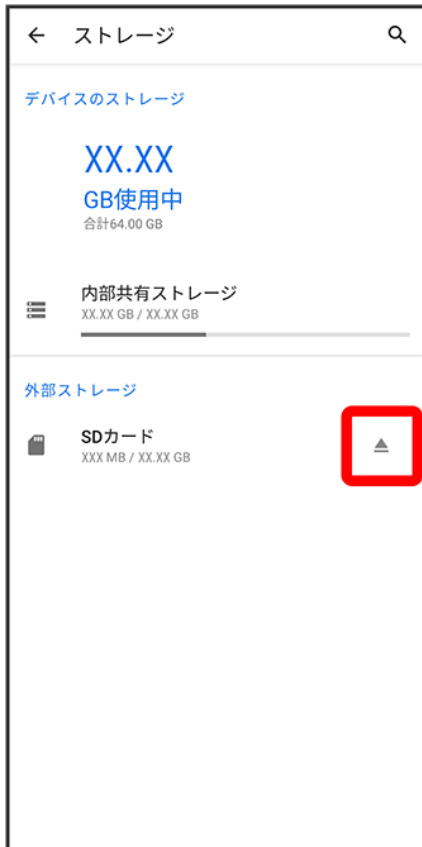 ストレージ
デバイスのストレージ
XX.XX
GB使用中
合計64.00 GB
内部共有ストレージ
XX.XX GB / XX.XX GB
外部ストレージ
SDカード
XXX MB / XX.XX GB